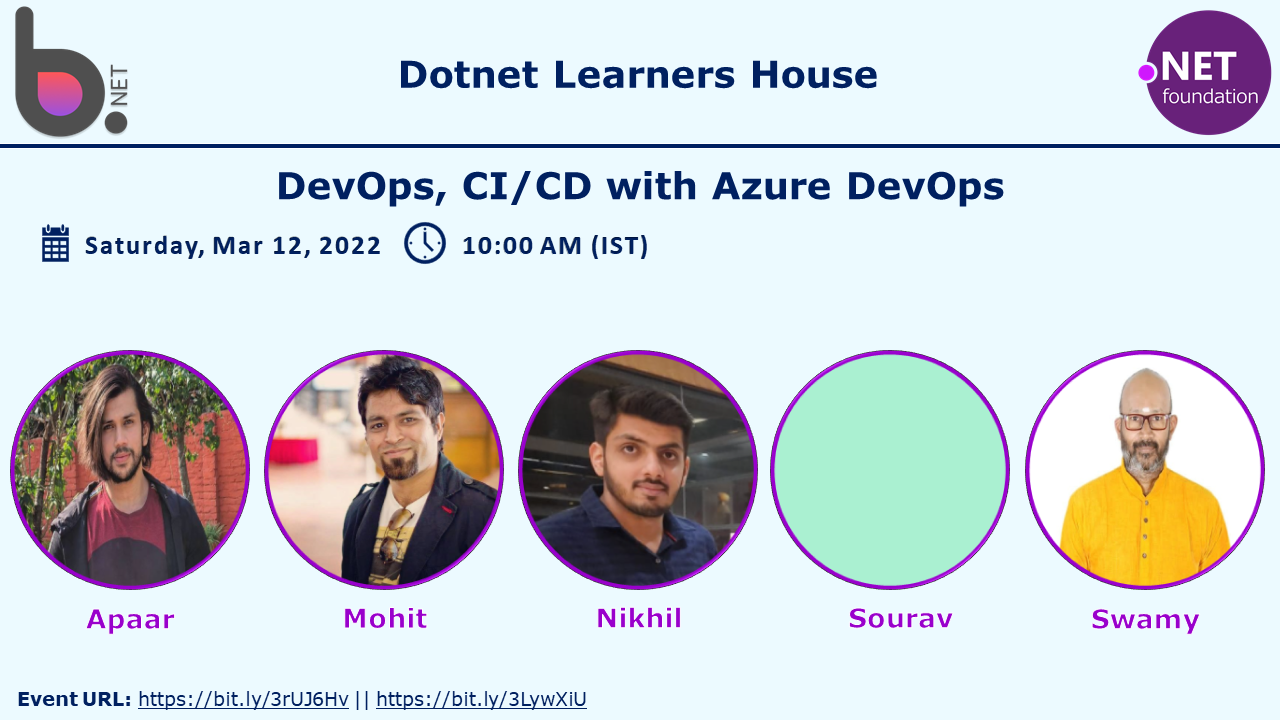 .NET
Dotnet Learners House
.NET
foundation
DevOps, CI/CD with Azure DevOps
Saturday, Mar 12, 2022
10:00 AM (IST)
Apaar
Mohit
Nikhil
Sourav
Swamy
Event URL: https://bit.ly/3rUJ6Hv || https://bit.ly/3LywXiU